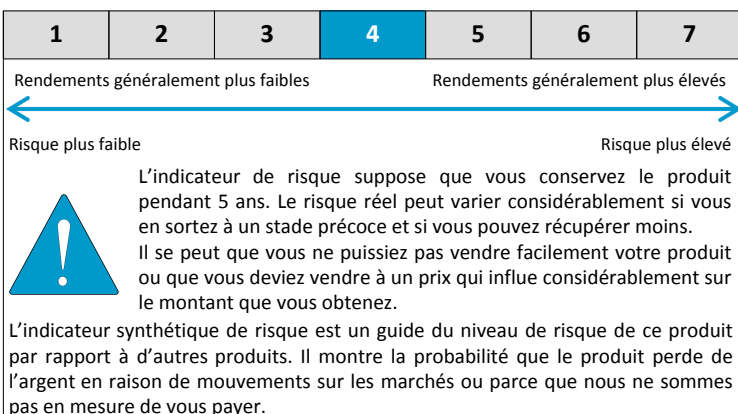 1 2 3 4 5 6 7
Rendements généralement plus faibles Rendements généralement plus élevés
Risque plus faible Risque plus élevé
L’indicateur de risque suppose que vous conservez le produit
pendant 5 ans. Le risque réel peut varier considérablement si vous
en sortez à un stade précoce et si vous pouvez récupérer moins.
Il se peut que vous ne puissiez pas vendre facilement votre produit
ou que vous deviez vendre à un prix qui influe considérablement sur
le montant que vous obtenez.
L’indicateur synthétique de risque est un guide du niveau de risque de ce produit
par rapport à d’autres produits. Il montre la probabilité que le produit perde de
l’argent en raison de mouvements sur les marchés ou parce que nous ne sommes
pas en mesure de vous payer.